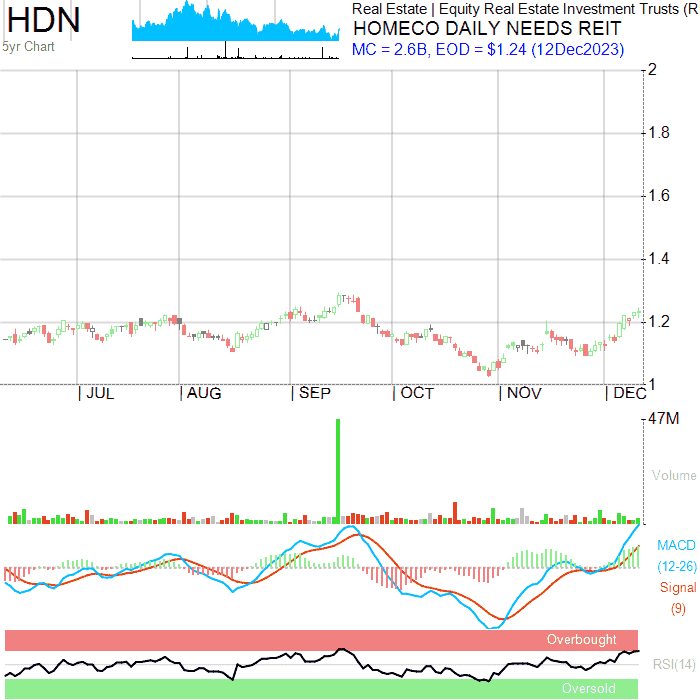 HDN
5yr Chart
Real Estate | Equity Real Estate Investment Trusts (R
HOMECO DAILY NEEDS REIT
MC = 2.6B, EOD = $1.24 (12Dec2023)
2
1.8
1.6
1.4
1.2
1
| JUL | AUG | SEP | OCT | NOV | DEC
47M
Volume
MACD
(12-26)
Signal
(9)
Overbought
RSI(14)
Oversold